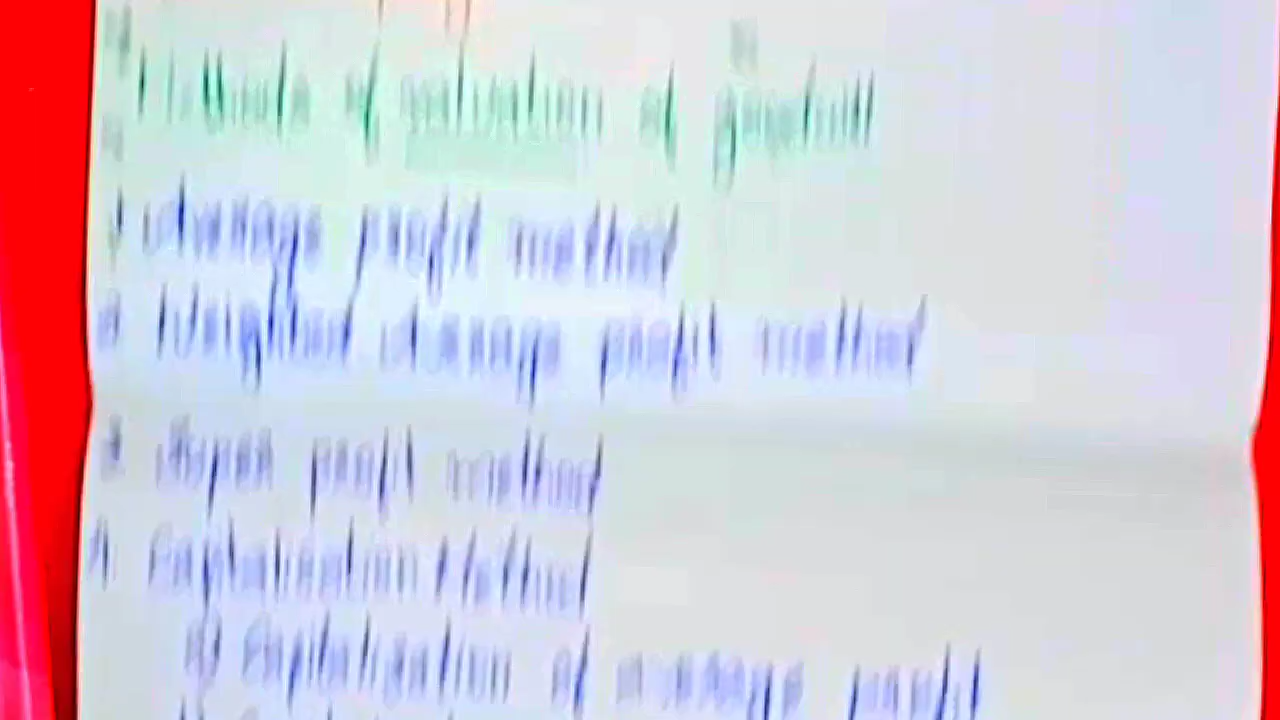 Methods of valuation of goodwill
1 Average profit method
2 Weighted Average profit method
3 Super profit method
4 Capitalisation Method
a) Capitalization of average profit